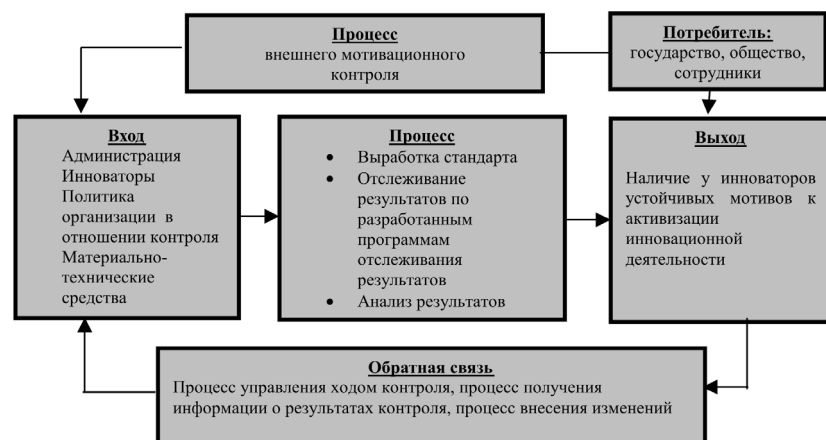 Процесс
внешнего мотивационного
контроля
Потребитель:
государство, общество,
сотрудники
Вход
Администрация
Инноваторы
Политика
организации в
отношении контроля
Материально-
технические
средства
Процесс
• Выработка стандарта
• Отслеживание
результатов по
разработанным
программам
отслеживания
результатов
• Анализ результатов
Выход
Наличие у инноваторов
устойчивых мотивов к
активизации
инновационной
деятельности
Обратная связь
Процесс управления ходом контроля, процесс получения
информации о результатах контроля, процесс внесения изменений